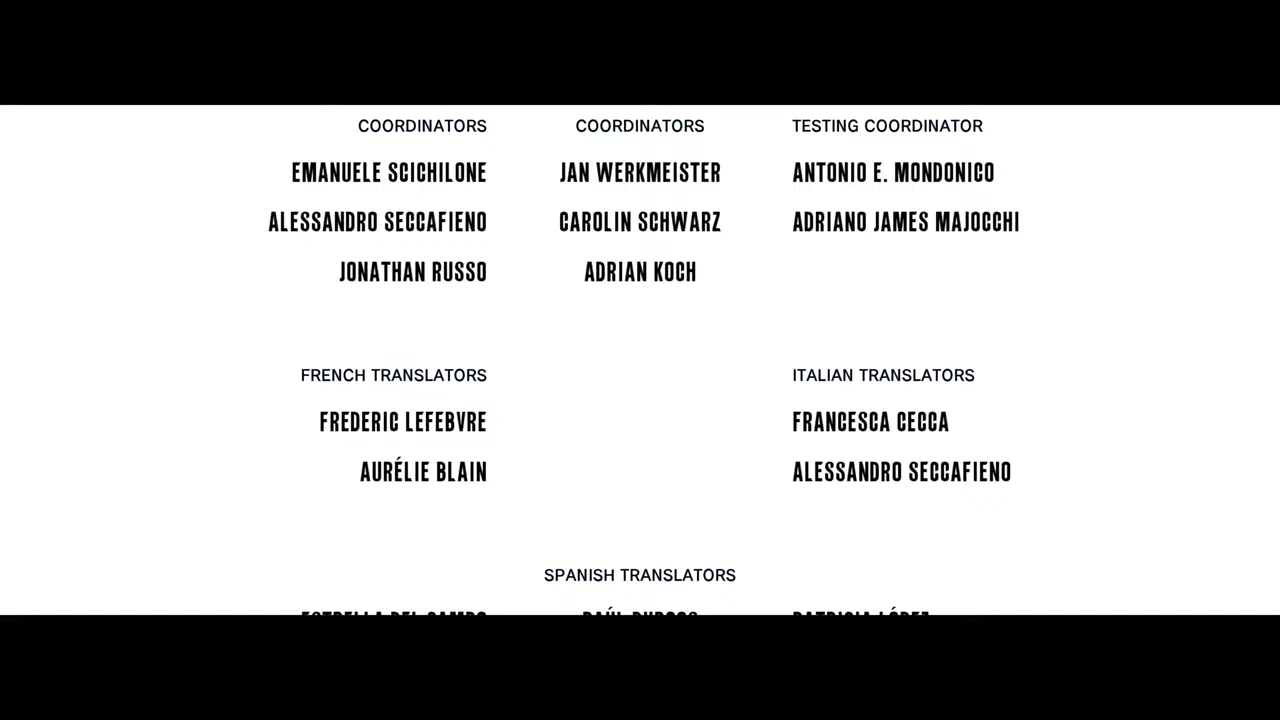 COORDINATORS COORDINATORS TESTING COORDINATOR
EMANUELE SCICHILONE JAN WERKMEISTER ANTONIO E. MONDONICO
ALESSANDRO SECCAFIENO CAROLIN SCHWARZ ADRIANO JAMES MAJOCCHI
JONATHAN RUSSO ADRIAN KOCH
FRENCH TRANSLATORS ITALIAN TRANSLATORS
FREDERIC LEFEBVRE FRANCESCA CECCA
AURÉLIE BLAIN ALESSANDRO SECCAFIENO
SPANISH TRANSLATORS